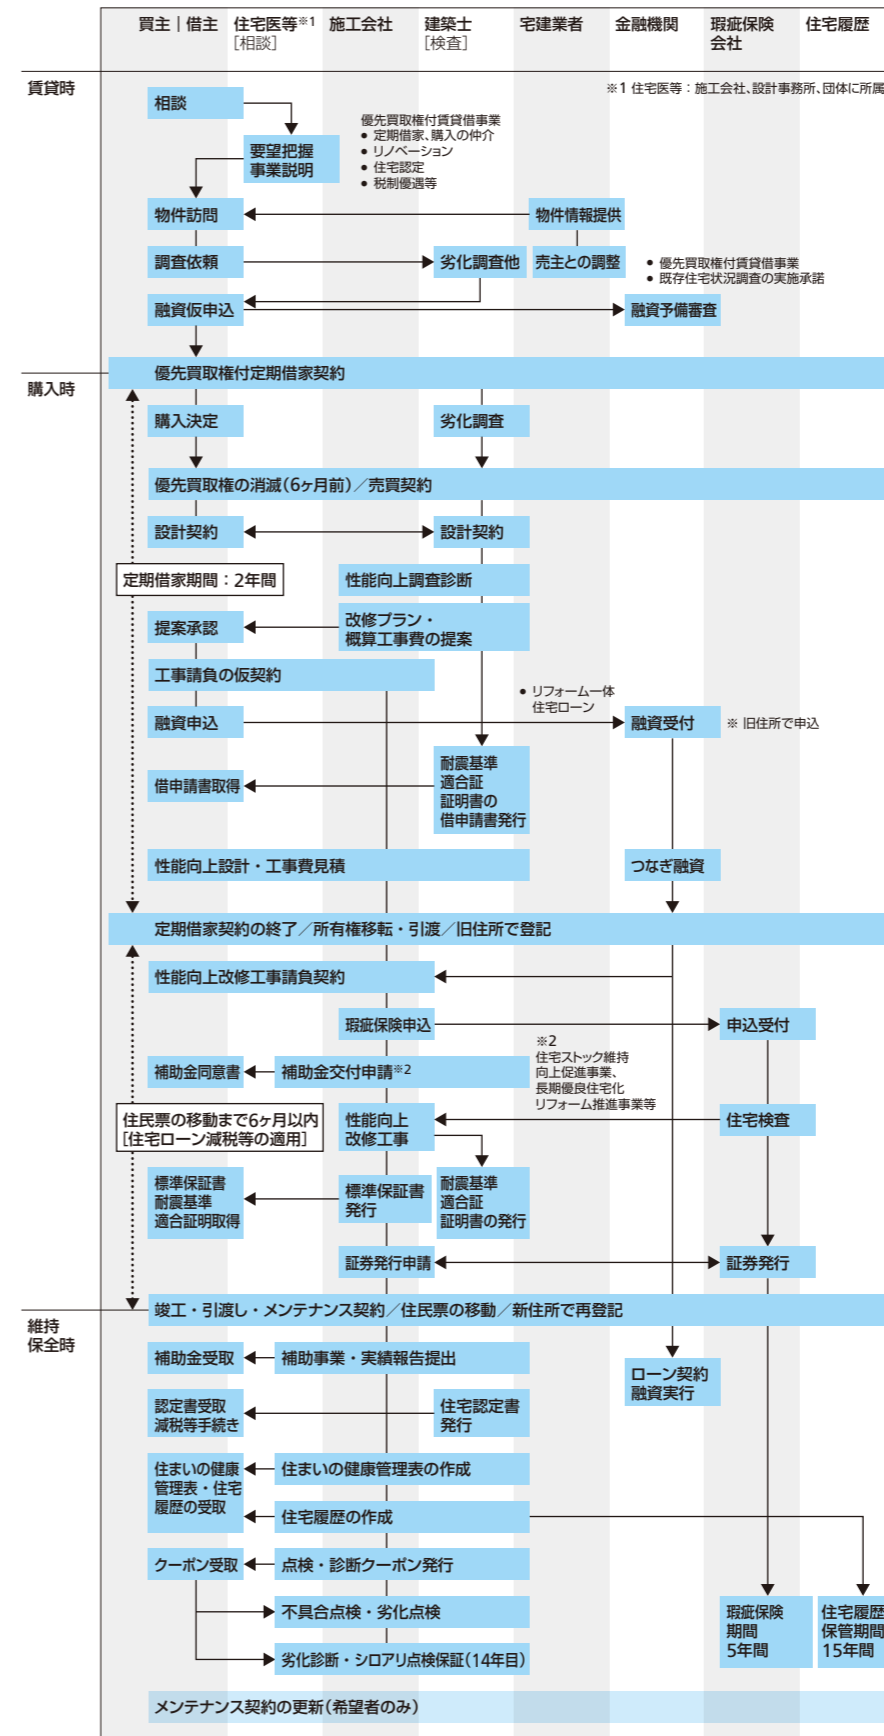 買主｜借主
住宅医等※1
[相談]
施工会社
建築士
[検査]
宅建業者
金融機関
瑕疵保険
会社
住宅履歴
賃貸時
※1 住宅医等：施工会社、設計事務所、団体に所属
相談
優先買取権付賃貸借事業
• 定期借家、購入の仲介
• リノベーション
• 住宅認定
• 税制優遇等
要望把握
事業説明
物件訪問
物件情報提供
調査依頼
劣化調査他
売主との調整
• 優先買取権付賃貸借事業
• 既存住宅状況調査の実施承諾
融資仮申込
融資予備審査
購入時
優先買取権付定期借家契約
購入決定
劣化調査
優先買取権の消滅（6ヶ月前）／売買契約
設計契約
設計契約
定期借家期間：2年間
性能向上調査診断
提案承認
改修プラン・
概算工事費の提案
工事請負の仮契約
• リフォーム一体
住宅ローン
融資申込
融資受付
※ 旧住所で申込
借申請書取得
耐震基準
適合証
証明書の
借申請書発行
性能向上設計・工事費見積
つなぎ融資
定期借家契約の終了／所有権移転・引渡／旧住所で登記
性能向上改修工事請負契約
瑕疵保険申込
申込受付
※2
住宅ストック維持
向上促進事業、
長期優良住宅化
リフォーム推進事業等
補助金同意書
補助金交付申請※2
住民票の移動まで6ヶ月以内
[住宅ローン減税等の適用]
性能向上
改修工事
住宅検査
標準保証書
耐震基準
適合証明取得
標準保証書
発行
耐震基準
適合証
証明書の発行
証券発行申請
証券発行
維持
保全時
竣工・引渡し・メンテナンス契約／住民票の移動／新住所で再登記
補助金受取
補助事業・実績報告提出
ローン契約
融資実行
認定書受取
減税等手続き
住宅認定書
発行
住まいの健康
管理表・住宅
履歴の受取
住まいの健康管理表の作成
住宅履歴の作成
クーポン受取
点検・診断クーポン発行
不具合点検・劣化点検
瑕疵保険
期間
5年間
住宅履歴
保管期間
15年間
劣化診断・シロアリ点検保証（14年目）
メンテナンス契約の更新（希望者のみ）